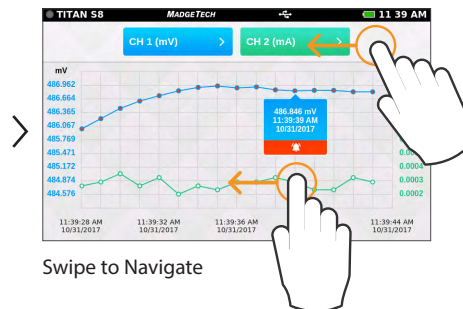 TITAN S8 MADGETECH 11 39 AM
CH 1 (mV) > CH 2 (mA) >
mV
486.962
486.664
486.365
486.067
485.769
485.471
485.172
484.874
484.576
486.846 mV
11:39:39 AM
10/31/2017
0.0004
0.0003
0.0002
11:39:28 AM 11:39:32 AM 11:39:36 AM 11:39:44 AM
10/31/2017 10/31/2017 10/31/2017 10/31/2017
Swipe to Navigate